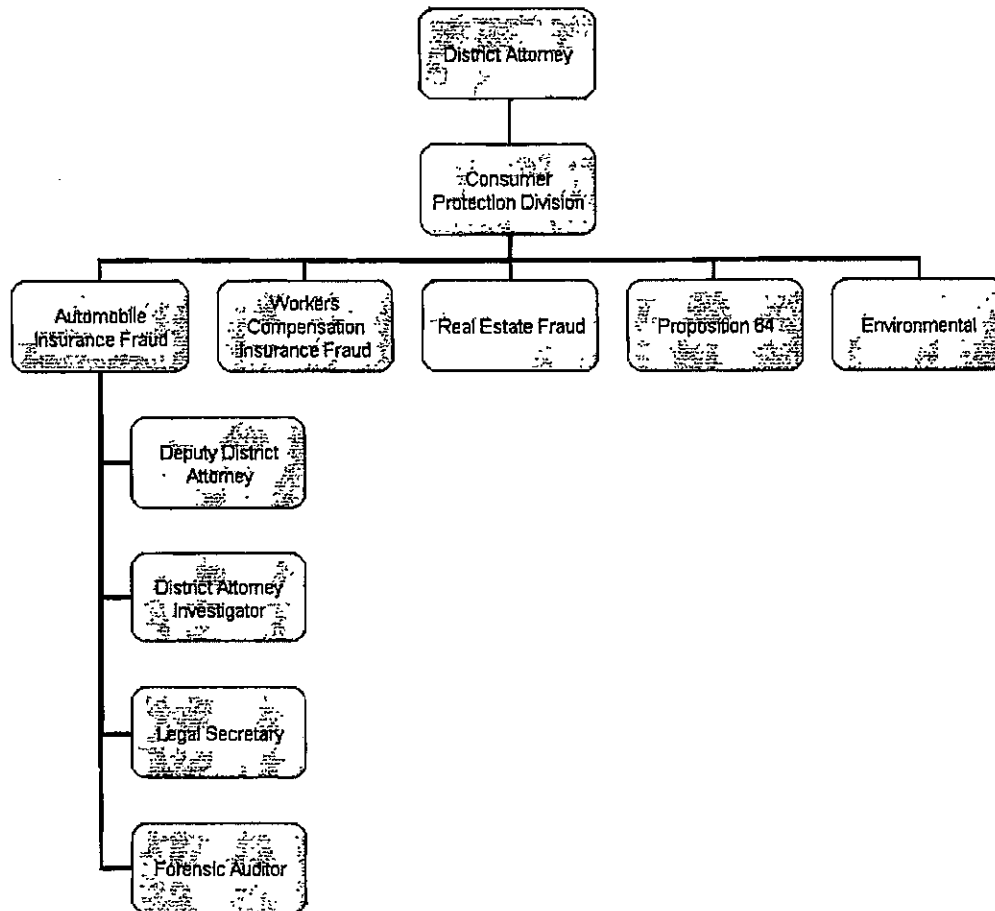 District Attorney
Consumer
Protection Division
Automobile
Insurance Fraud
Workers
Compensation
Insurance Fraud
Real Estate Fraud
Proposition 64
Environmental
Deputy District
Attorney
District Attorney
Investigator
Legal Secretary
Forensic Auditor